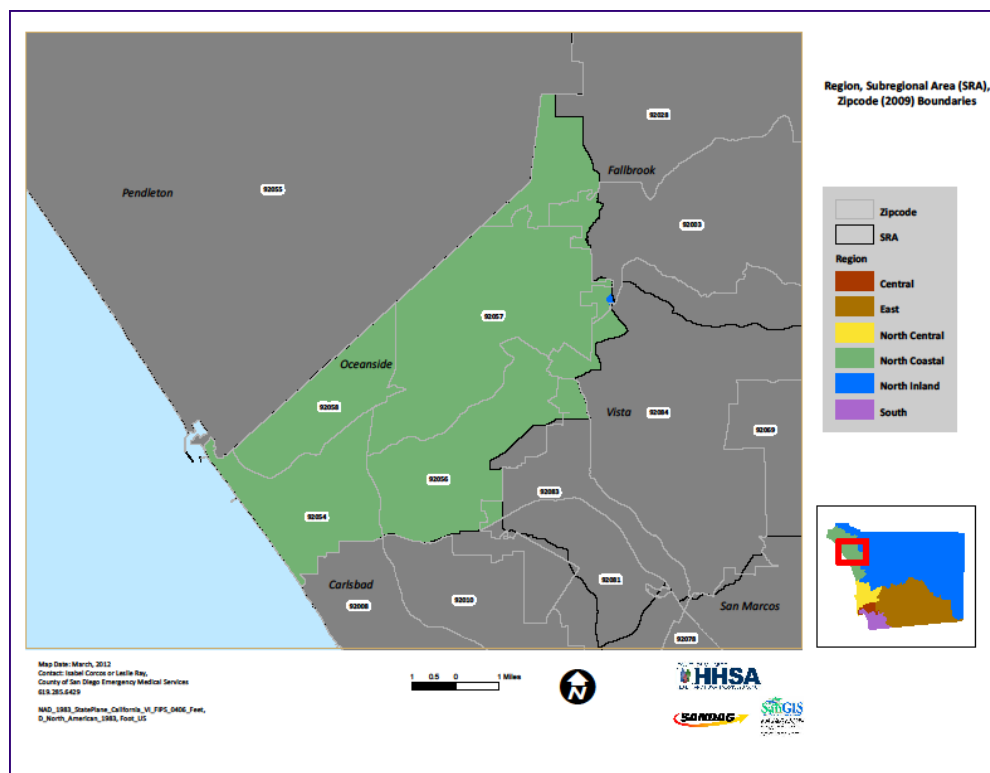 Region, Subregional Area (SRA),
Zipcode (2009) Boundaries
92028
Fallbrook
Pendleton
92055
92003
Zipcode
SRA
Region
Central
East
North Central
North Coastal
North Inland
South
92057
Oceanside
92058
Vista
92084
92069
92056
92083
92054
Carlsbad
92008
92010
92081
San Marcos
92078
Map Date: March, 2012
Contact: Isabel Corcos or Leslie Ray,
County of San Diego Emergency Medical Services
619.285.6429
NAD_1983_StatePlane_California_VI_FIPS_0406_Feet,
D_North_American_1983, Foot_US
1 0.5 0 1 Miles
N
HHSA
SANDAG
SanGIS